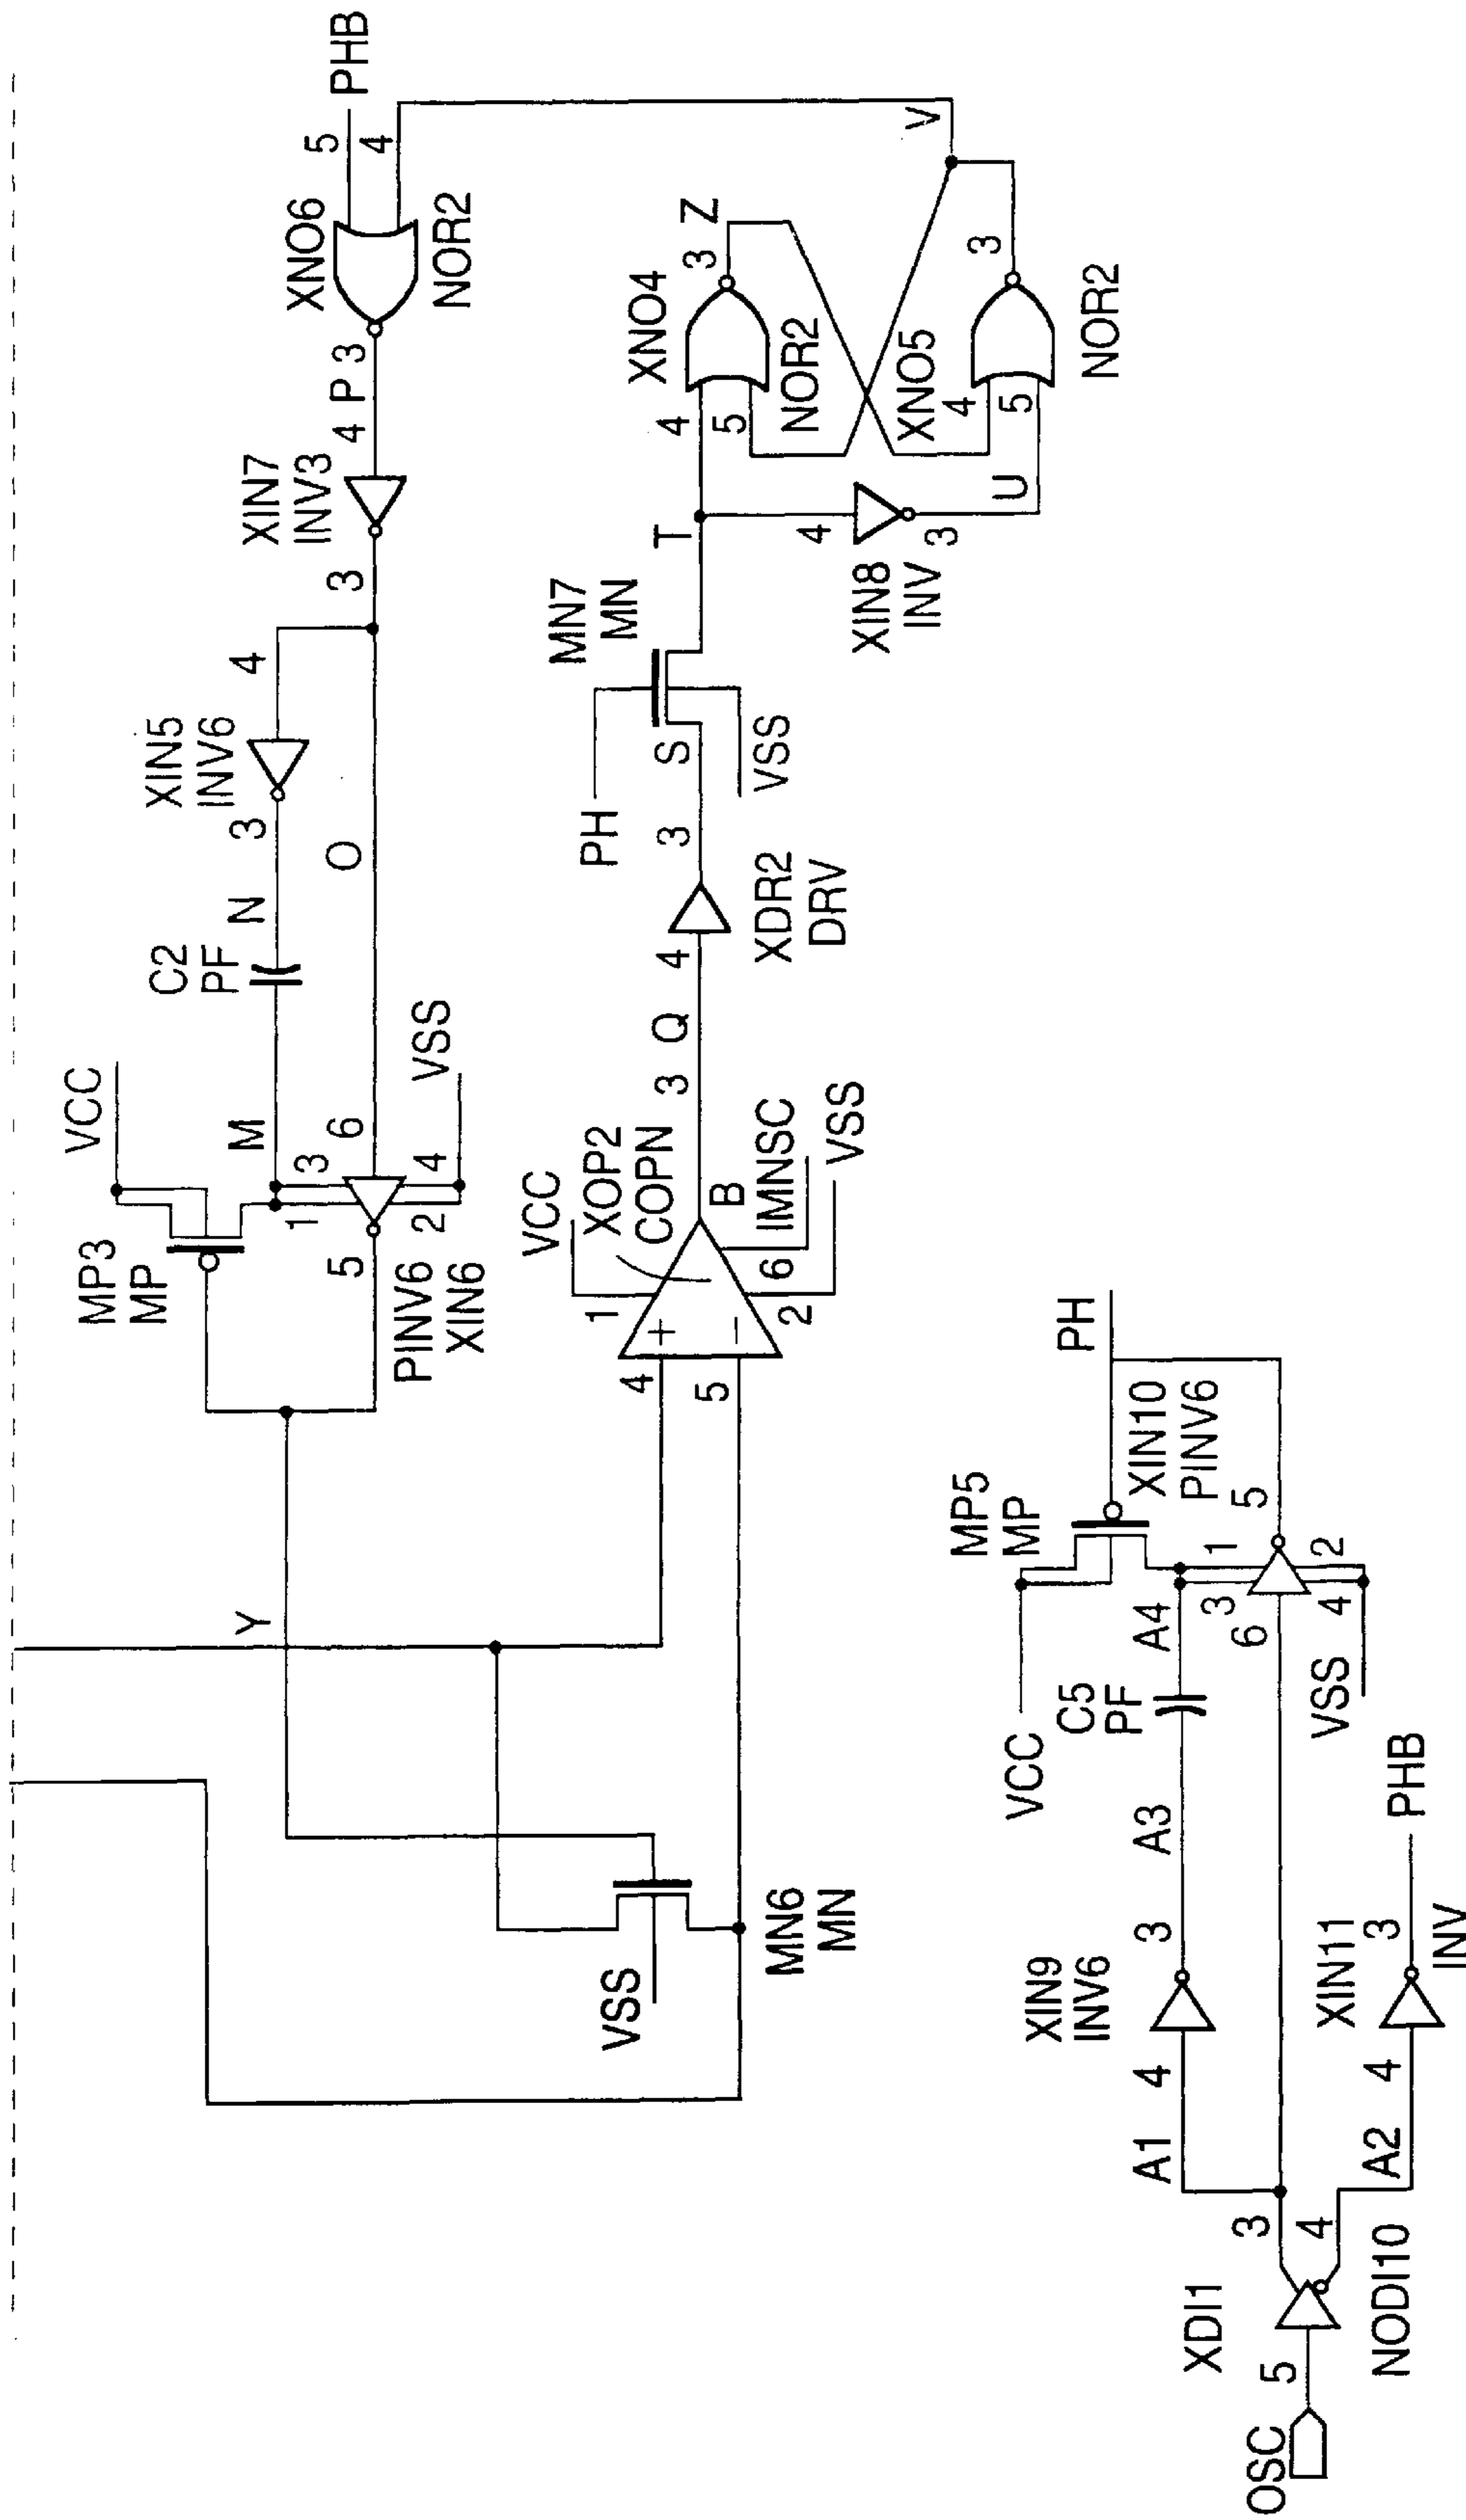 MP3
MP
VCC
C2
PF
N
3
XIN5
INV6
4
XIN7
INV3
3
4
P
3
XNO6
NOR2
5
4
PHB
M
3
1
6
5
2
4
VSS
PINV6
XIN6
O
Y
VCC
1
XOP2
COPN
4
+
5
−
2
6
B
IMNSC
VSS
3
Q
4
XDR2
DRV
3
S
PH
MN7
MN
VSS
T
4
XIN8
INV
3
U
XNO4
NOR2
4
5
3
Z
XNO5
NOR2
4
5
3
V
VSS
MN6
MN
OSC
5
XDI1
NODI10
3
4
A1
4
XIN9
INV6
3
A3
C5
PF
A4
VCC
MP5
MP
PH
3
1
6
5
4
2
VSS
XIN10
PINV6
A2
4
XIN11
INV
3
PHB